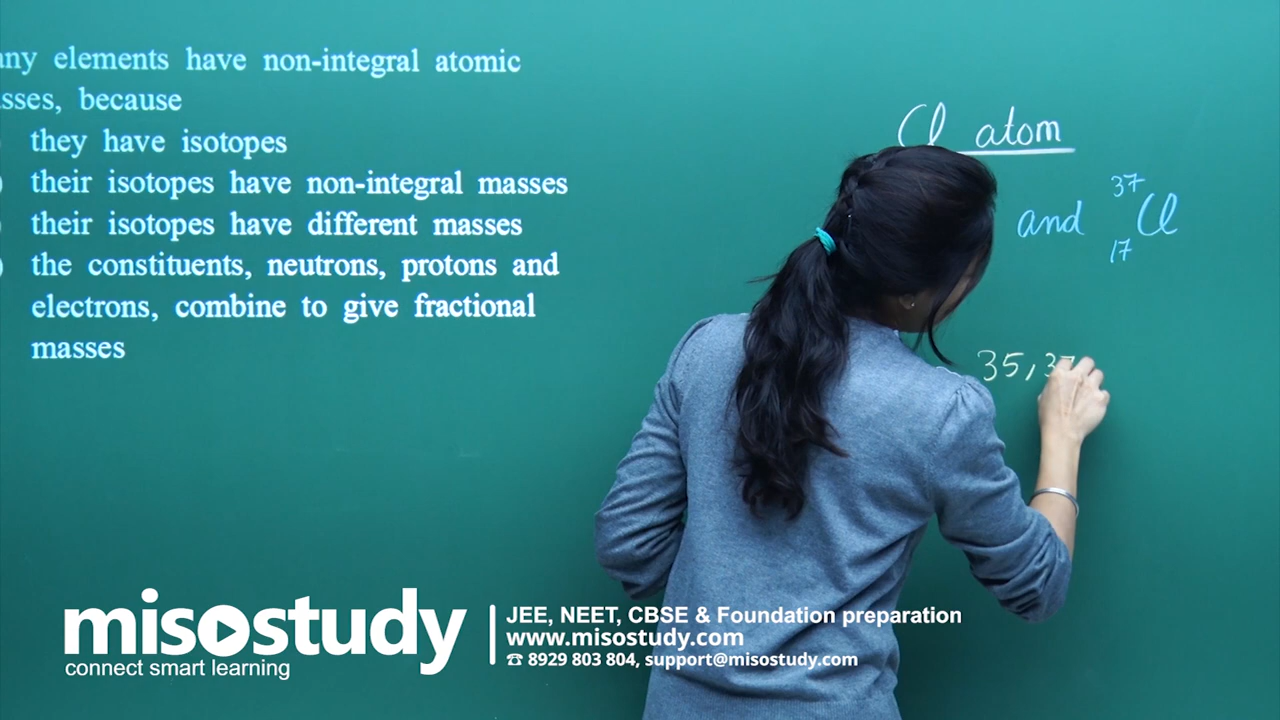 any elements have non-integral atomic
sses, because
they have isotopes
their isotopes have non-integral masses
their isotopes have different masses
the constituents, neutrons, protons and
electrons, combine to give fractional
masses
Cl atom
and ³⁷₁₇Cl
35, 37
misostudy
connect smart learning
JEE, NEET, CBSE & Foundation preparation
www.misostudy.com
☎ 8929 803 804, support@misostudy.com